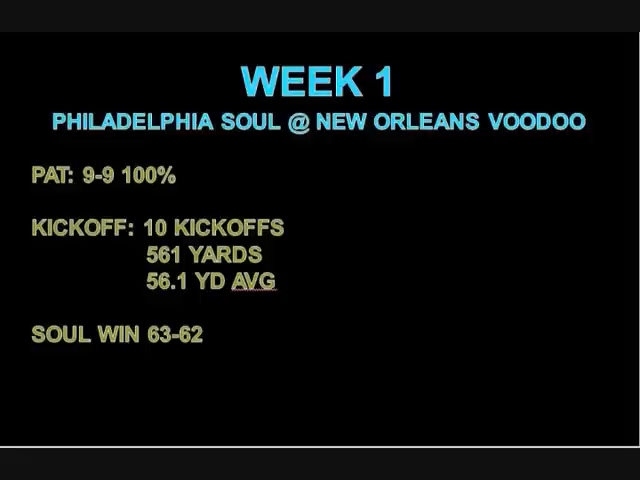 WEEK 1
PHILADELPHIA SOUL @ NEW ORLEANS VOODOO
PAT: 9-9 100%
KICKOFF: 10 KICKOFFS
561 YARDS
56.1 YD AVG
SOUL WIN 63-62